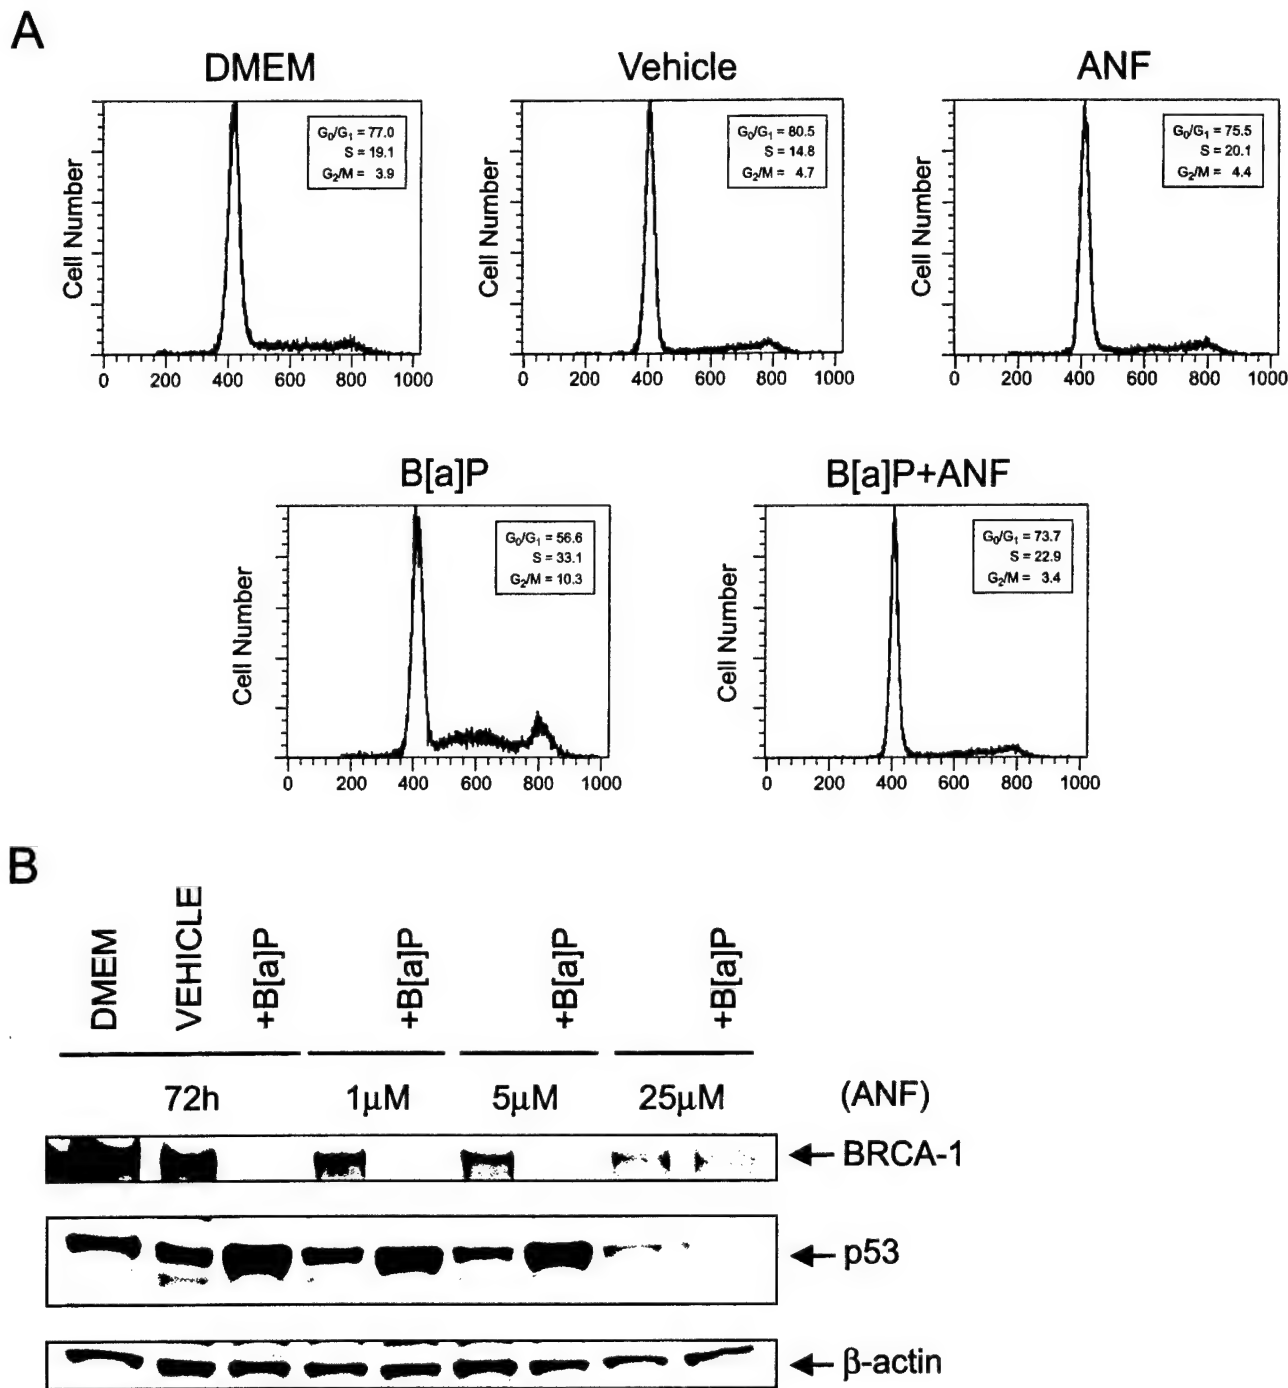 A
DMEM
Vehicle
ANF
Cell Number
G0/G1 = 77.0
S = 19.1
G2/M = 3.9
0 200 400 600 800 1000
Cell Number
G0/G1 = 80.5
S = 14.8
G2/M = 4.7
0 200 400 600 800 1000
Cell Number
G0/G1 = 75.5
S = 20.1
G2/M = 4.4
0 200 400 600 800 1000
B[a]P
B[a]P+ANF
Cell Number
G0/G1 = 56.6
S = 33.1
G2/M = 10.3
0 200 400 600 800 1000
Cell Number
G0/G1 = 73.7
S = 22.9
G2/M = 3.4
0 200 400 600 800 1000
B
DMEM
VEHICLE
+B[a]P
+B[a]P
+B[a]P
+B[a]P
72h 1μM 5μM 25μM (ANF)
BRCA-1
p53
β-actin